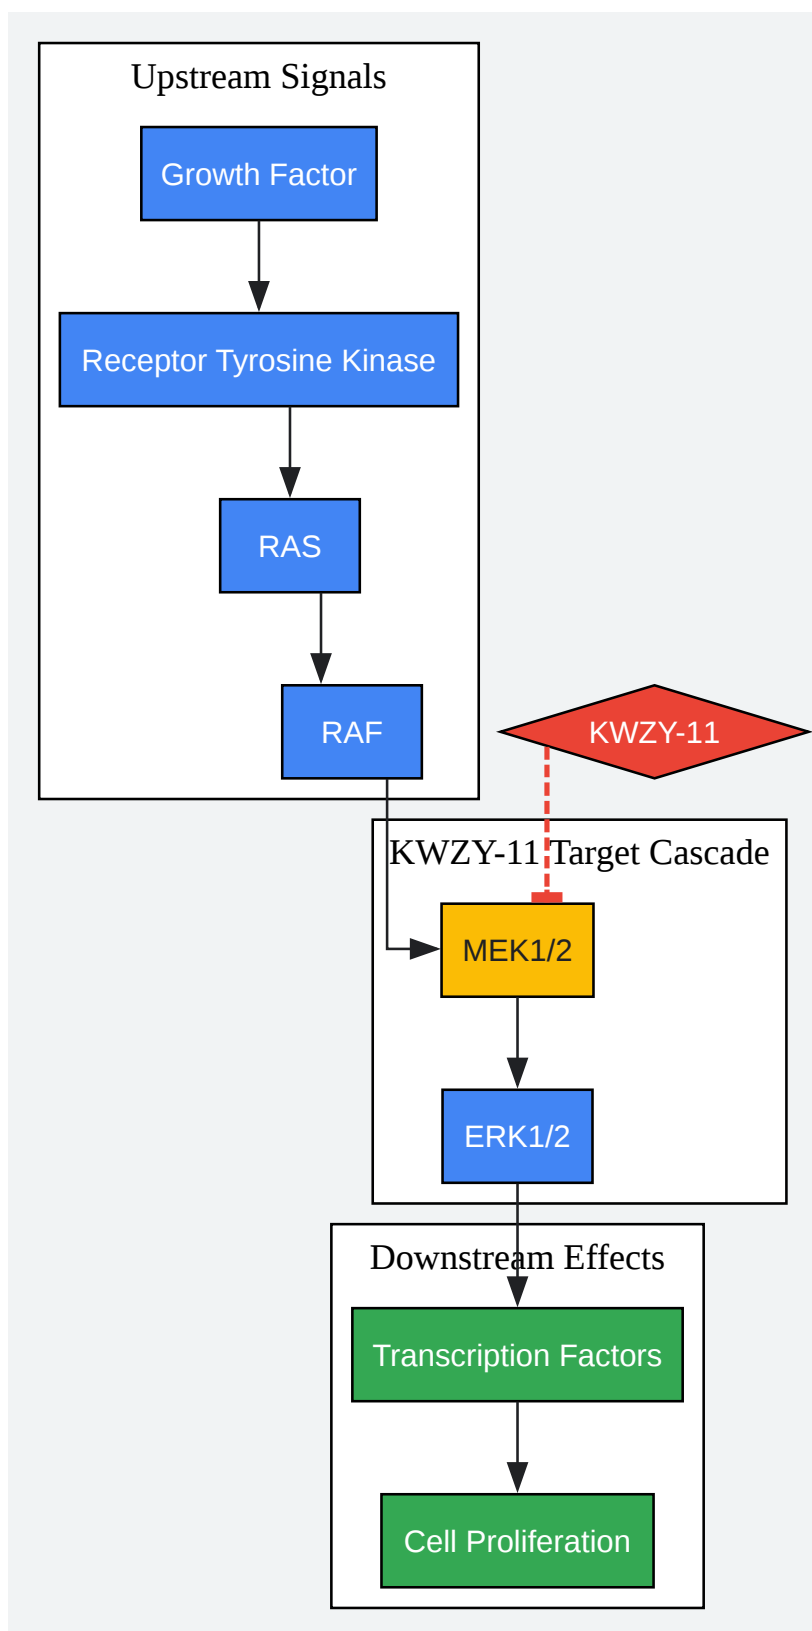 Upstream Signals
Growth Factor
Receptor Tyrosine Kinase
RAS
RAF
KWZY-11
KWZY-11 Target Cascade
MEK1/2
ERK1/2
Downstream Effects
Transcription Factors
Cell Proliferation